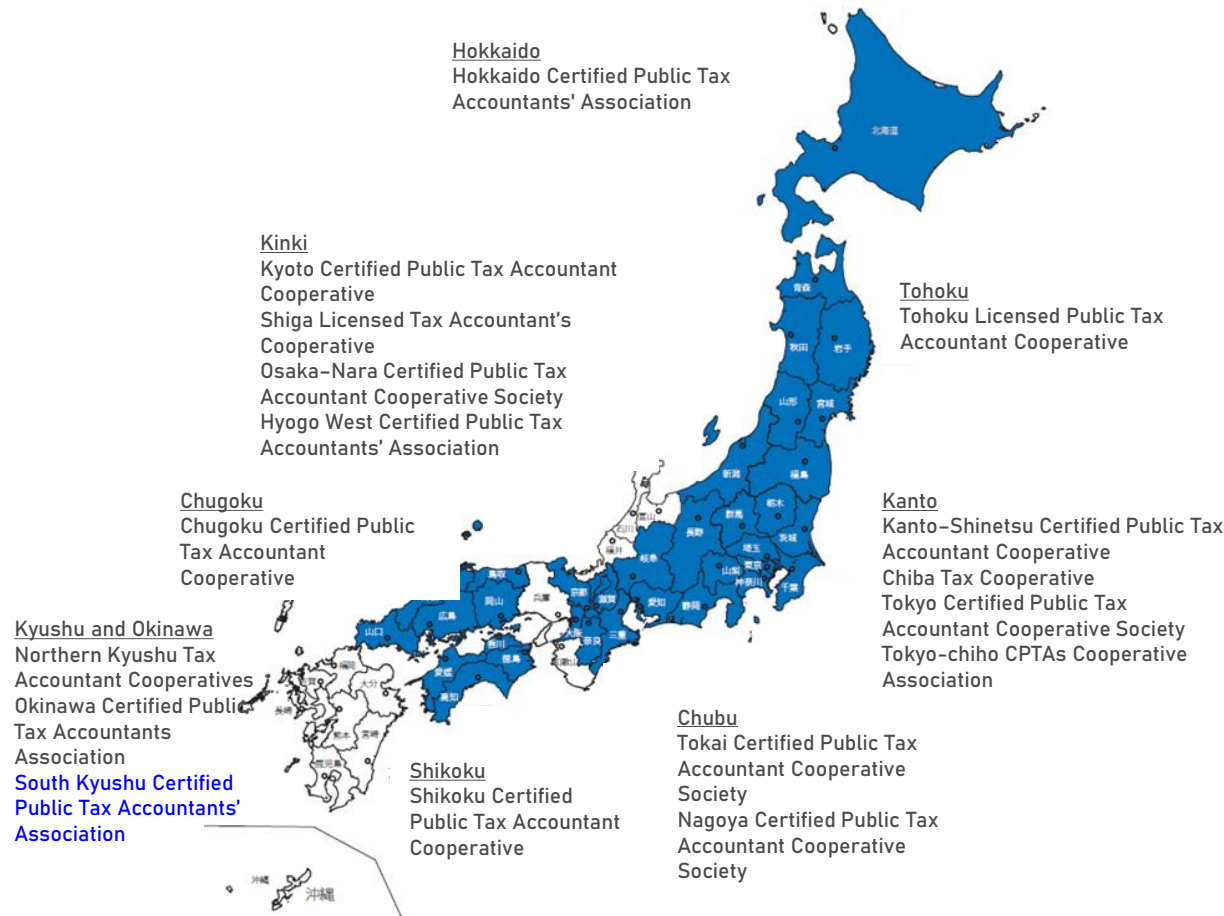 Hokkaido
Hokkaido Certified Public Tax
Accountants' Association
北海道
Kinki
Kyoto Certified Public Tax Accountant
Cooperative
Shiga Licensed Tax Accountant's
Cooperative
Osaka–Nara Certified Public Tax
Accountant Cooperative Society
Hyogo West Certified Public Tax
Accountants' Association
Tohoku
Tohoku Licensed Public Tax
Accountant Cooperative
青森
秋田
岩手
山形
宮城
新潟
福島
Chugoku
Chugoku Certified Public
Tax Accountant
Cooperative
Kanto
Kanto–Shinetsu Certified Public Tax
Accountant Cooperative
Chiba Tax Cooperative
Tokyo Certified Public Tax
Accountant Cooperative Society
Tokyo-chiho CPTAs Cooperative
Association
栃木
群馬
茨城
富山
石川
長野
福井
埼玉
岐阜
山梨
東京
神奈川
千葉
鳥取
岡山
兵庫
京都
滋賀
愛知
静岡
広島
山口
大阪
奈良
三重
香川
徳島
愛媛
高知
Kyushu and Okinawa
Northern Kyushu Tax
Accountant Cooperatives
Okinawa Certified Public
Tax Accountants
Association
South Kyushu Certified
Public Tax Accountants'
Association
福岡
大分
長崎
熊本
宮崎
鹿児島
Shikoku
Shikoku Certified
Public Tax Accountant
Cooperative
Chubu
Tokai Certified Public Tax
Accountant Cooperative
Society
Nagoya Certified Public Tax
Accountant Cooperative
Society
沖縄
沖縄